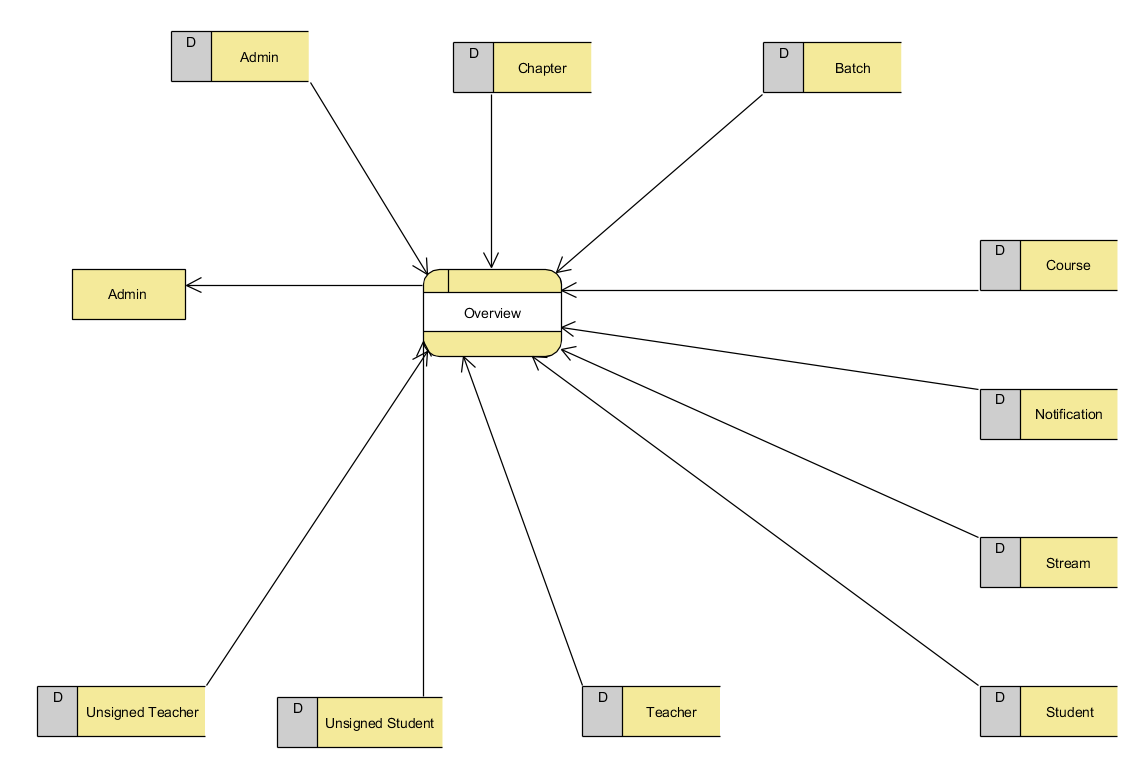 D
Admin
D
Chapter
D
Batch
D
Course
Admin
Overview
D
Notification
D
Stream
D
Unsigned Teacher
D
Unsigned Student
D
Teacher
D
Student